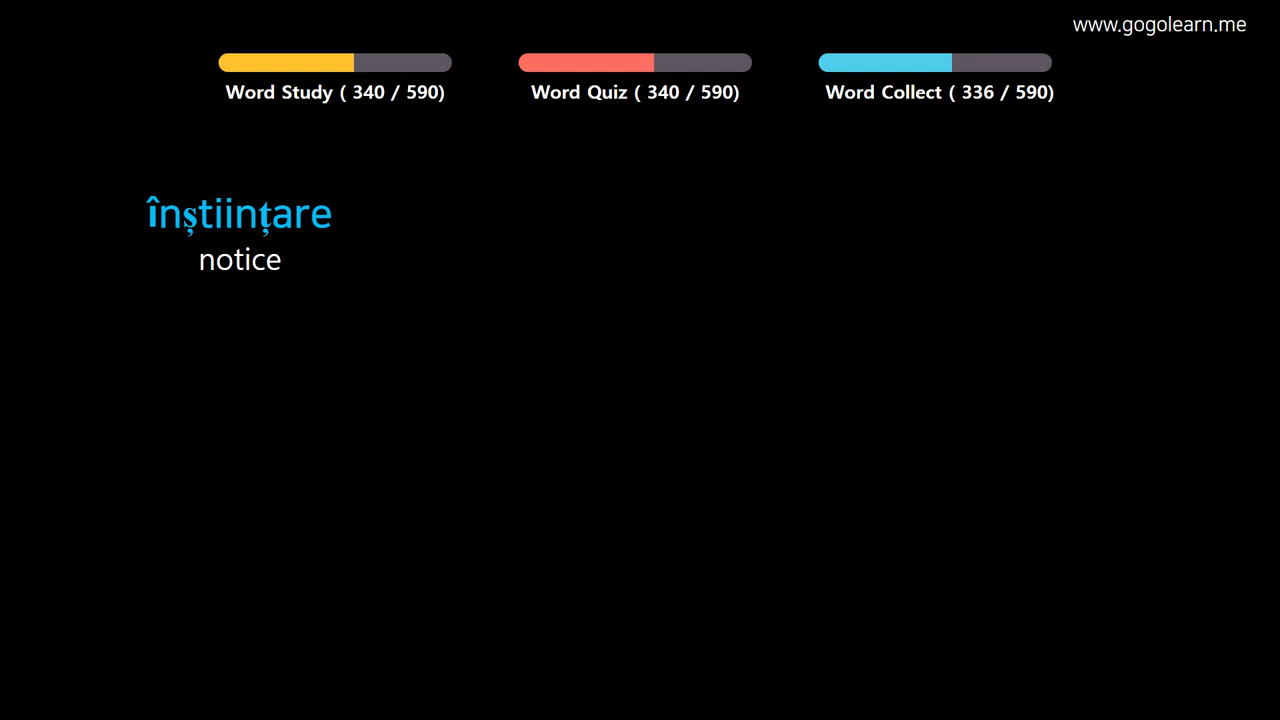 www.gogolearn.me
Word Study ( 340 / 590)
Word Quiz ( 340 / 590)
Word Collect ( 336 / 590)
înștiințare
notice